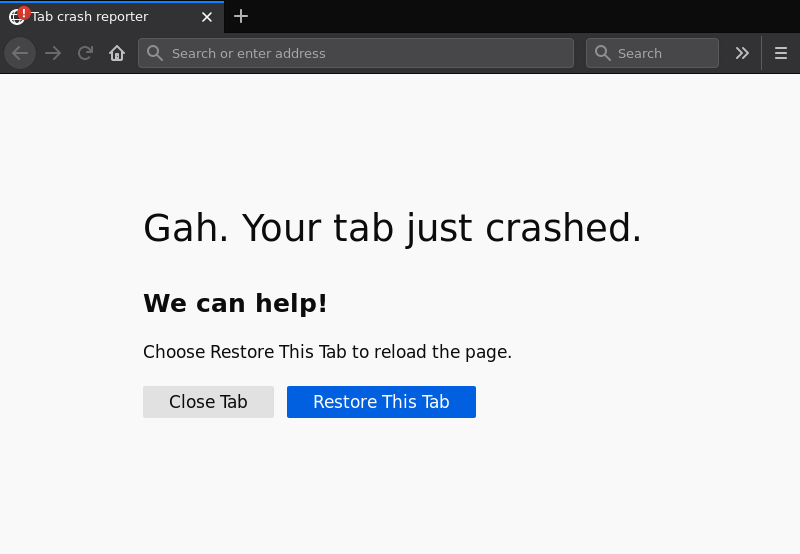 Tab crash reporter
Search or enter address
Search
Gah. Your tab just crashed.
We can help!
Choose Restore This Tab to reload the page.
Close Tab
Restore This Tab